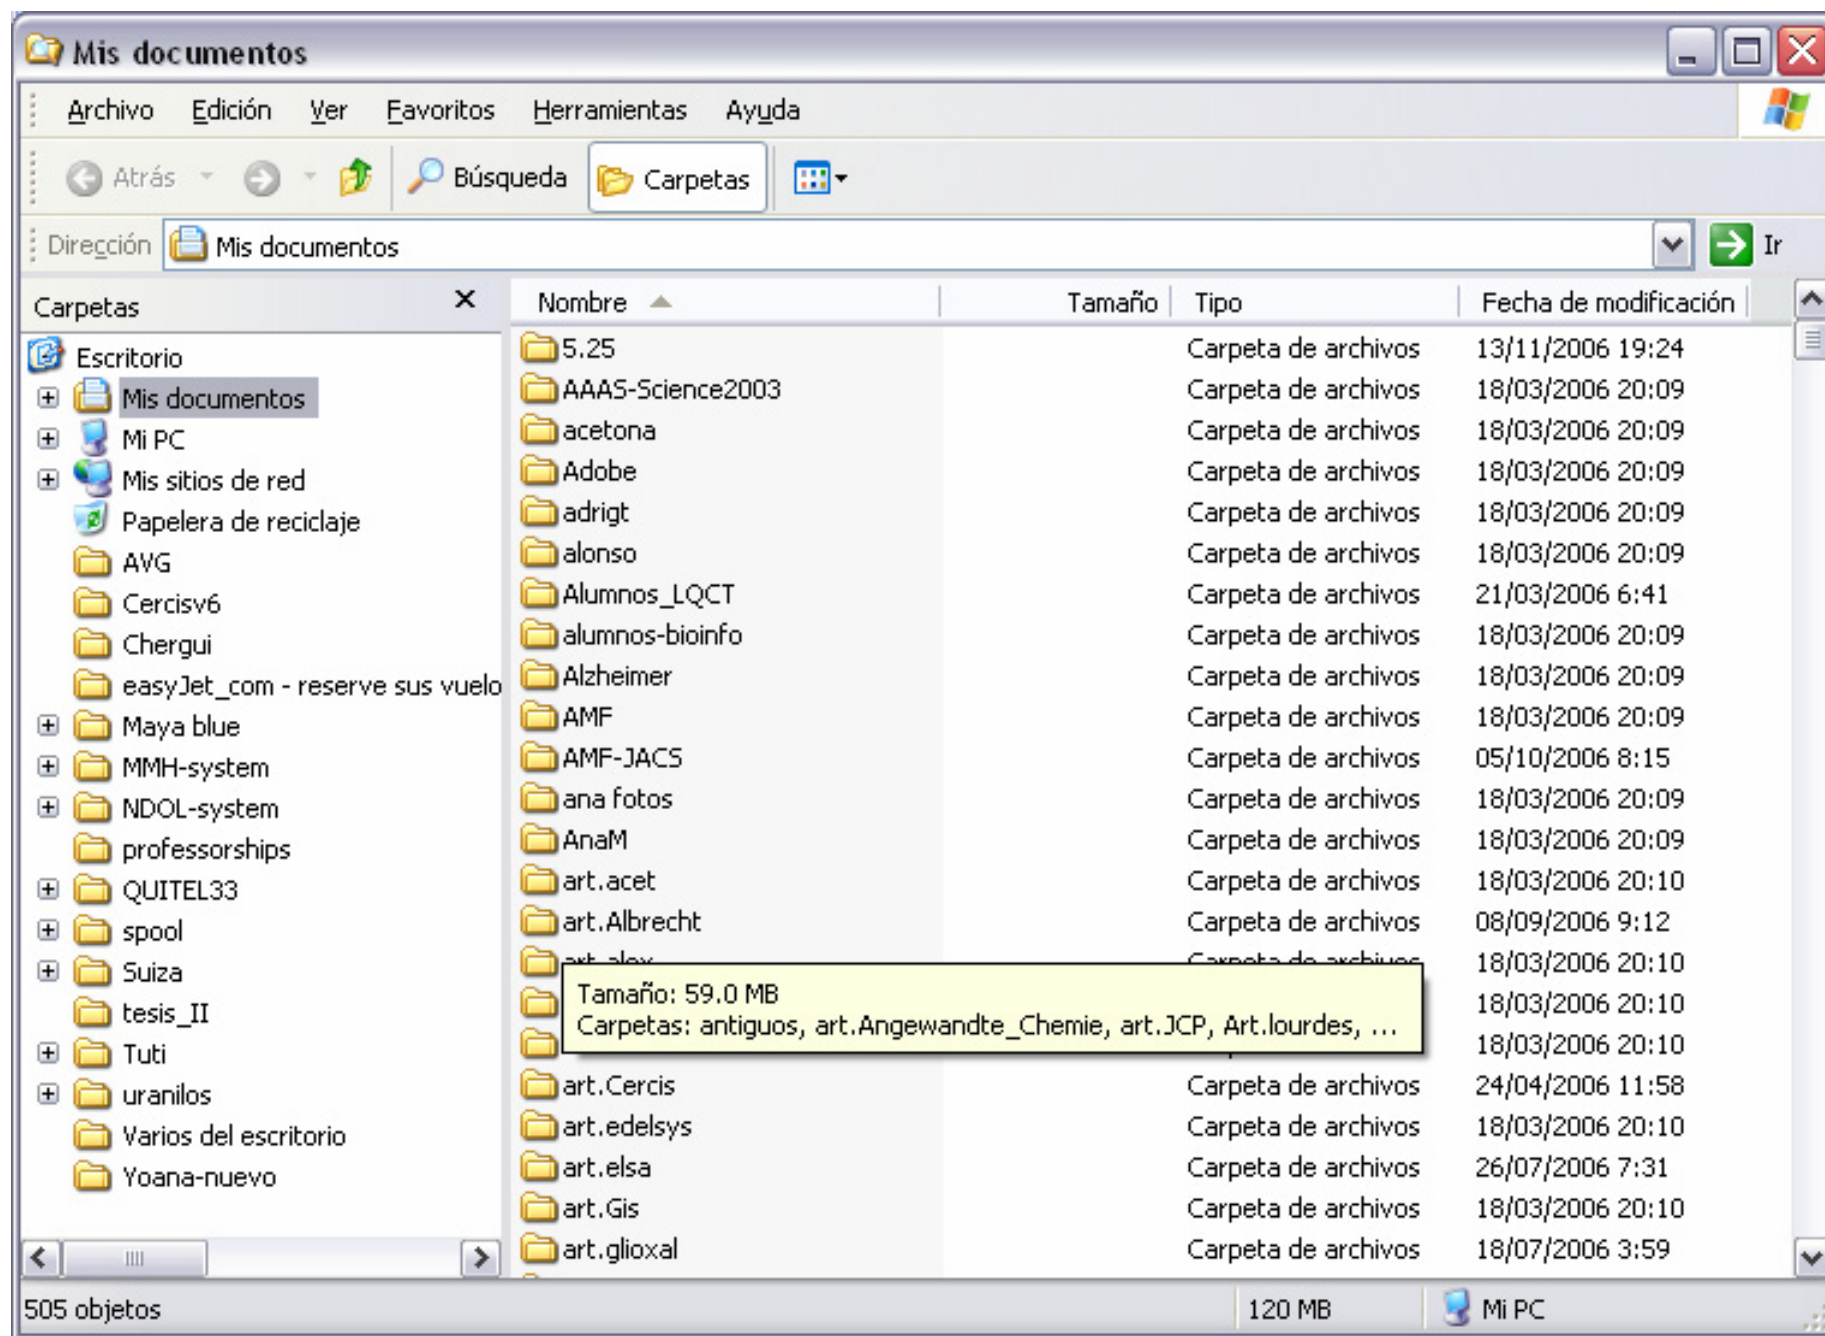 Mis documentos
Archivo Edición Ver Favoritos Herramientas Ayuda
Atrás Búsqueda Carpetas
Dirección Mis documentos Ir
Carpetas
Escritorio
Mis documentos
Mi PC
Mis sitios de red
Papelera de reciclaje
AVG
Cercisv6
Chergui
easyJet_com - reserve sus vuelo
Maya blue
MMH-system
NDOL-system
professorships
QUITEL33
spool
Suiza
tesis_II
Tuti
uranilos
Varios del escritorio
Yoana-nuevo
Nombre Tamaño Tipo Fecha de modificación
5.25 Carpeta de archivos 13/11/2006 19:24
AAAS-Science2003 Carpeta de archivos 18/03/2006 20:09
acetona Carpeta de archivos 18/03/2006 20:09
Adobe Carpeta de archivos 18/03/2006 20:09
adrigt Carpeta de archivos 18/03/2006 20:09
alonso Carpeta de archivos 18/03/2006 20:09
Alumnos_LQCT Carpeta de archivos 21/03/2006 6:41
alumnos-bioinfo Carpeta de archivos 18/03/2006 20:09
Alzheimer Carpeta de archivos 18/03/2006 20:09
AMF Carpeta de archivos 18/03/2006 20:09
AMF-JACS Carpeta de archivos 05/10/2006 8:15
ana fotos Carpeta de archivos 18/03/2006 20:09
AnaM Carpeta de archivos 18/03/2006 20:09
art.acet Carpeta de archivos 18/03/2006 20:10
art.Albrecht Carpeta de archivos 08/09/2006 9:12
art.alex Carpeta de archivos 18/03/2006 20:10
Tamaño: 59.0 MB 18/03/2006 20:10
Carpetas: antiguos, art.Angewandte_Chemie, art.JCP, Art.lourdes, ... 18/03/2006 20:10
art.Cercis Carpeta de archivos 24/04/2006 11:58
art.edelsys Carpeta de archivos 18/03/2006 20:10
art.elsa Carpeta de archivos 26/07/2006 7:31
art.Gis Carpeta de archivos 18/03/2006 20:10
art.glioxal Carpeta de archivos 18/07/2006 3:59
505 objetos 120 MB Mi PC